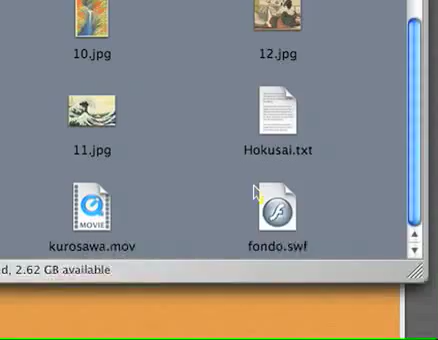 10.jpg
12.jpg
11.jpg
Hokusai.txt
MOVIE
kurosawa.mov
fondo.swf
d, 2.62 GB available